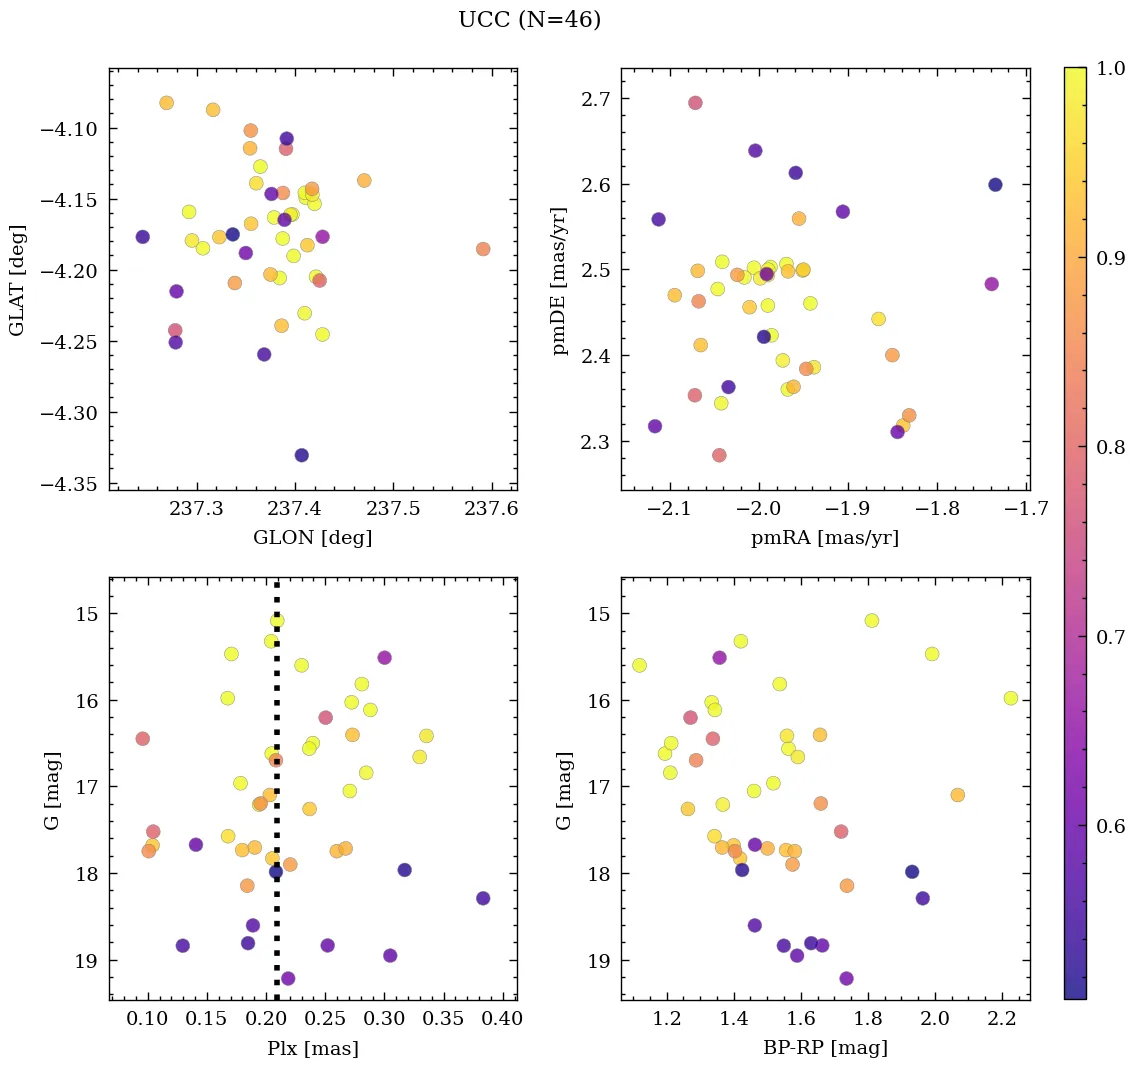 UCC (N=46)
−4.10
−4.15
−4.20
−4.25
−4.30
−4.35
GLAT [deg]
237.3 237.4 237.5 237.6
GLON [deg]
2.7
2.6
2.5
2.4
2.3
pmDE [mas/yr]
−2.1 −2.0 −1.9 −1.8 −1.7
pmRA [mas/yr]
15
16
17
18
19
G [mag]
0.10 0.15 0.20 0.25 0.30 0.35 0.40
Plx [mas]
15
16
17
18
19
G [mag]
1.2 1.4 1.6 1.8 2.0 2.2
BP-RP [mag]
1.0
0.9
0.8
0.7
0.6